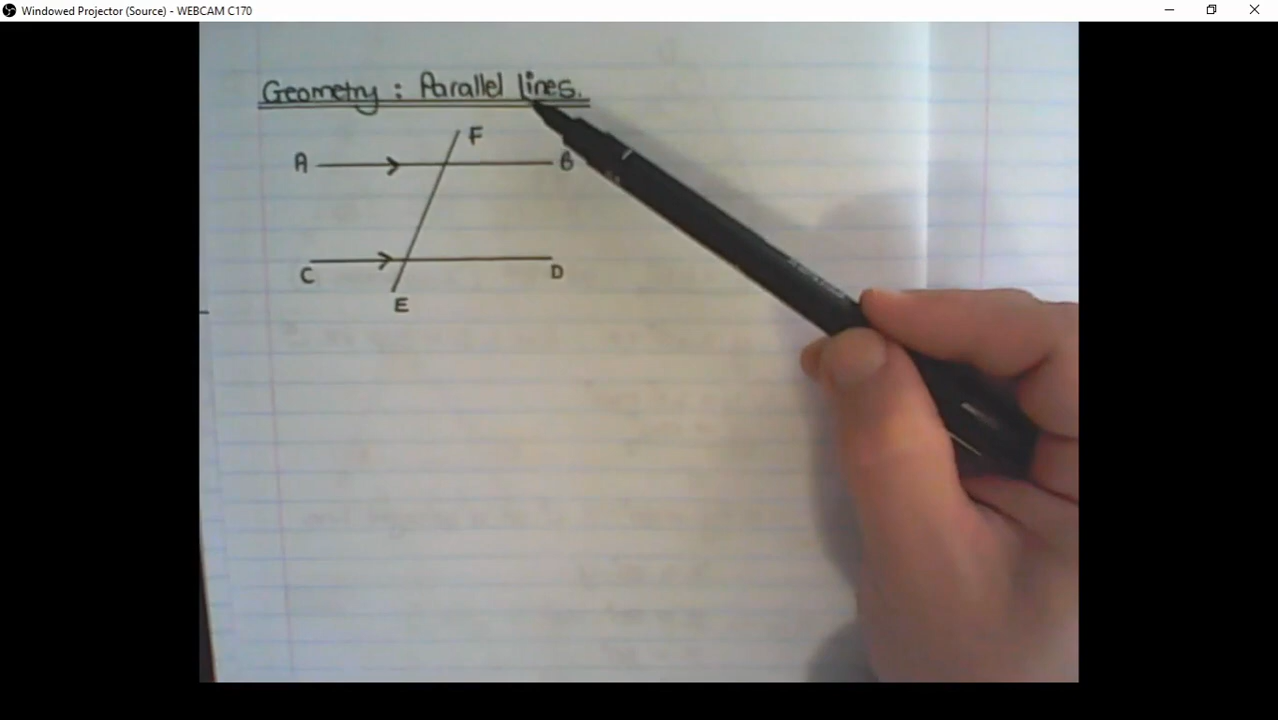 Windowed Projector (Source) - WEBCAM C170
Geometry : Parallel lines.
F
A
B
C
D
E